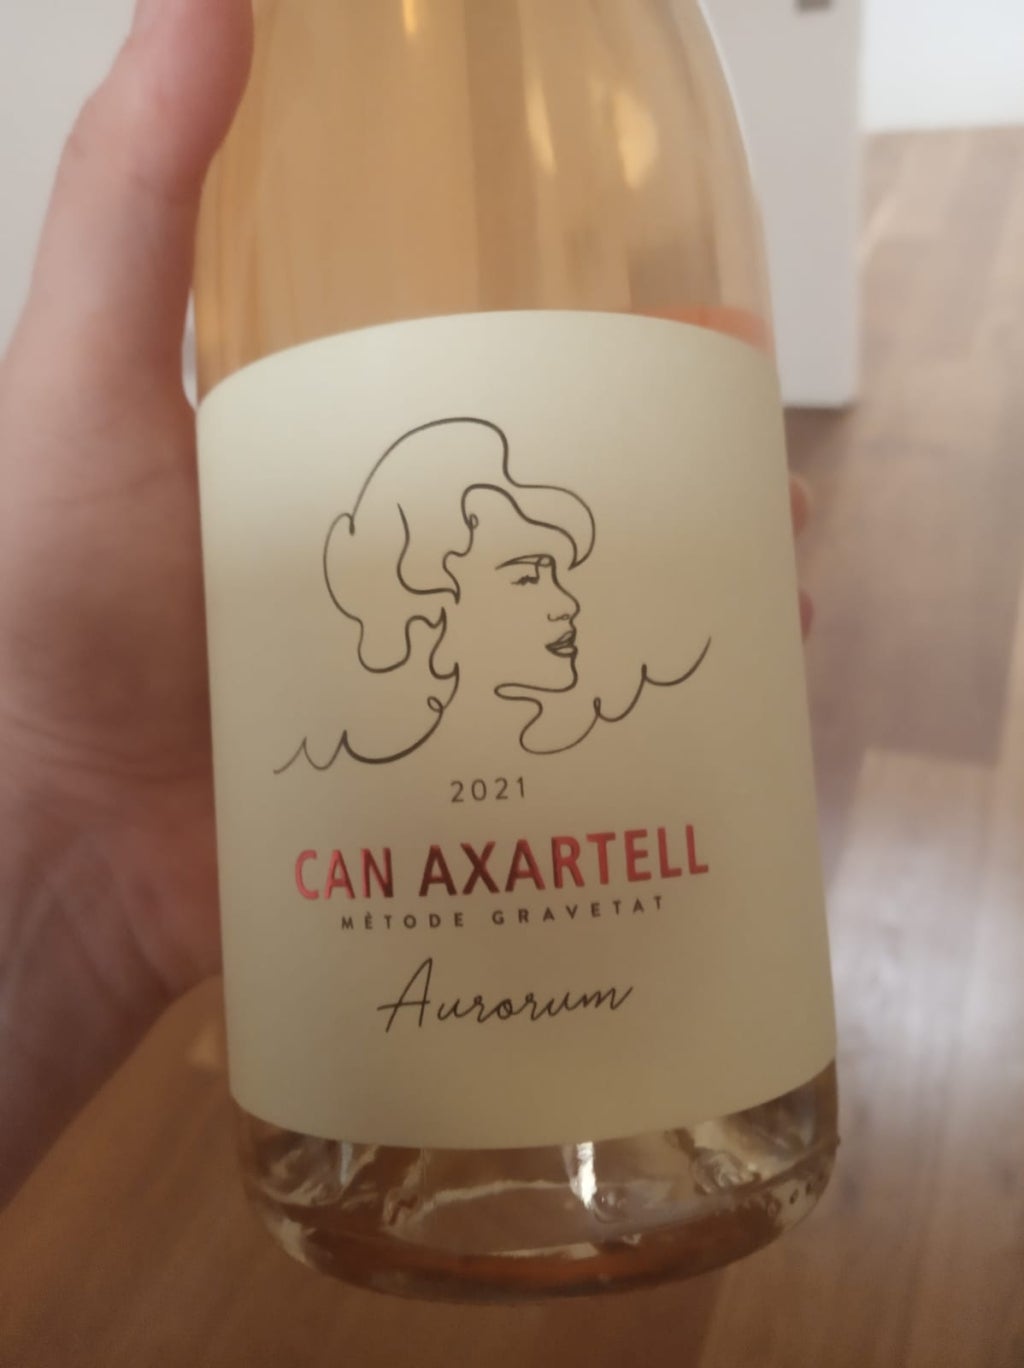 2021
CAN AXARTELL
MÈTODE GRAVETAT
Aurorum